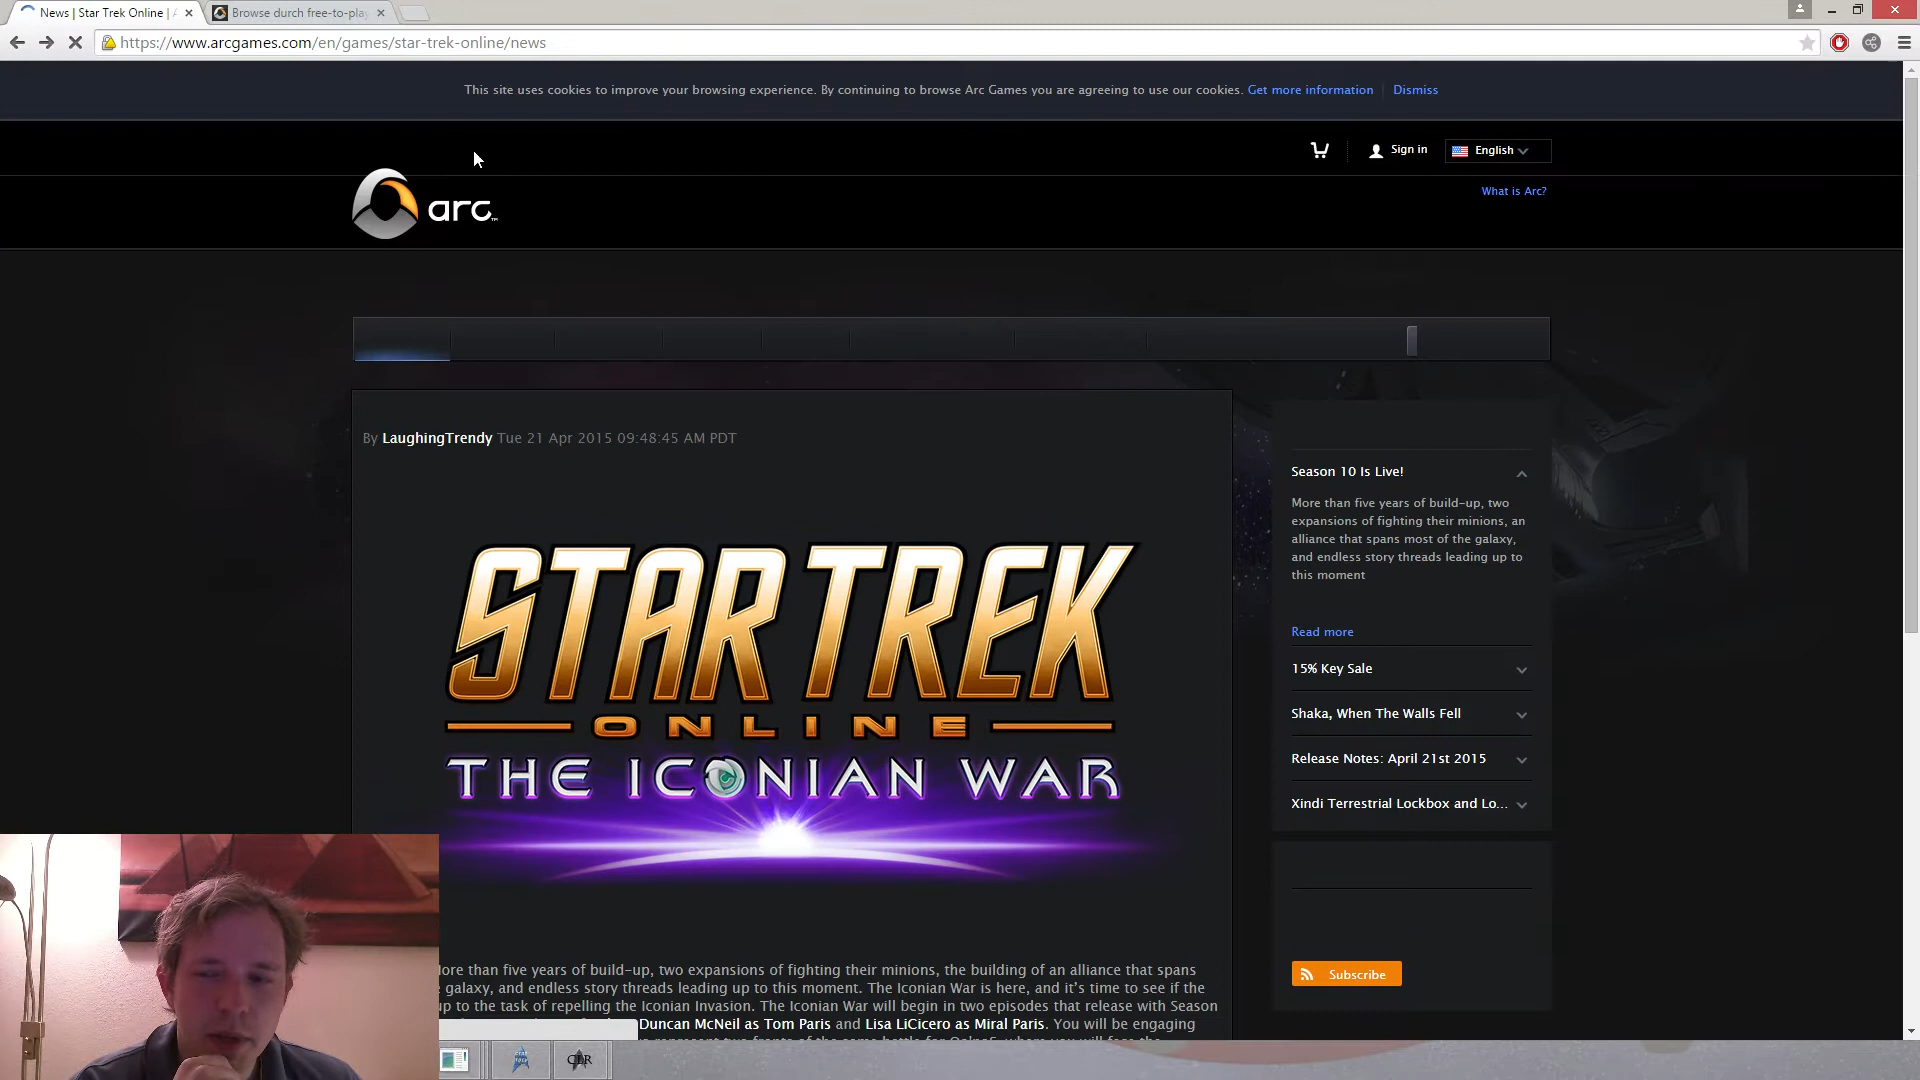 News | Star Trek Online |
Browse durch free-to-pla
https://www.arcgames.com/en/games/star-trek-online/news
This site uses cookies to improve your browsing experience. By continuing to browse Arc Games you are agreeing to use our cookies. Get more information Dismiss
Sign in
English
What is Arc?
arc™
By LaughingTrendy Tue 21 Apr 2015 09:48:45 AM PDT
STAR TREK
ONLINE
THE ICONIAN WAR
ore than five years of build-up, two expansions of fighting their minions, the building of an alliance that spans
galaxy, and endless story threads leading up to this moment. The Iconian War is here, and it's time to see if the
up to the task of repelling the Iconian Invasion. The Iconian War will begin in two episodes that release with Season
Duncan McNeil as Tom Paris and Lisa LiCicero as Miral Paris. You will be engaging
Season 10 Is Live!
More than five years of build-up, two
expansions of fighting their minions, an
alliance that spans most of the galaxy,
and endless story threads leading up to
this moment
Read more
15% Key Sale
Shaka, When The Walls Fell
Release Notes: April 21st 2015
Xindi Terrestrial Lockbox and Lo...
Subscribe
CLR